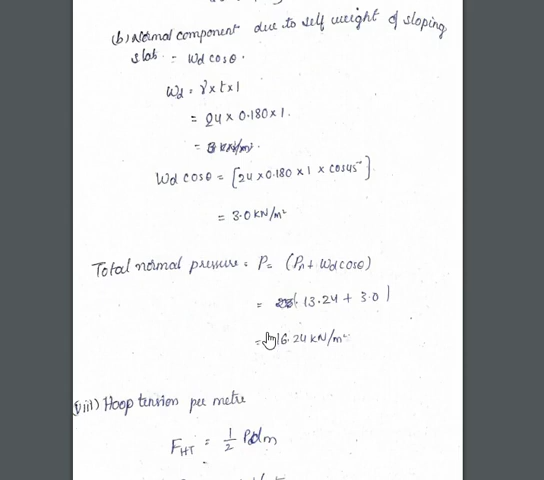 (b) Normal component due to self weight of sloping
slab = Wd cosθ.
Wd = γ x t x 1
= 24 x 0.180 x 1.
Wd cosθ = [24 x 0.180 x 1 x cos45°]
= 3.0 kN/m²
Total normal pressure = P = (Pn + Wd cosθ)
= (13.24 + 3.0)
= 16.24 kN/m²
(viii) Hoop tension per metre
F_HT = 1/2 P dm